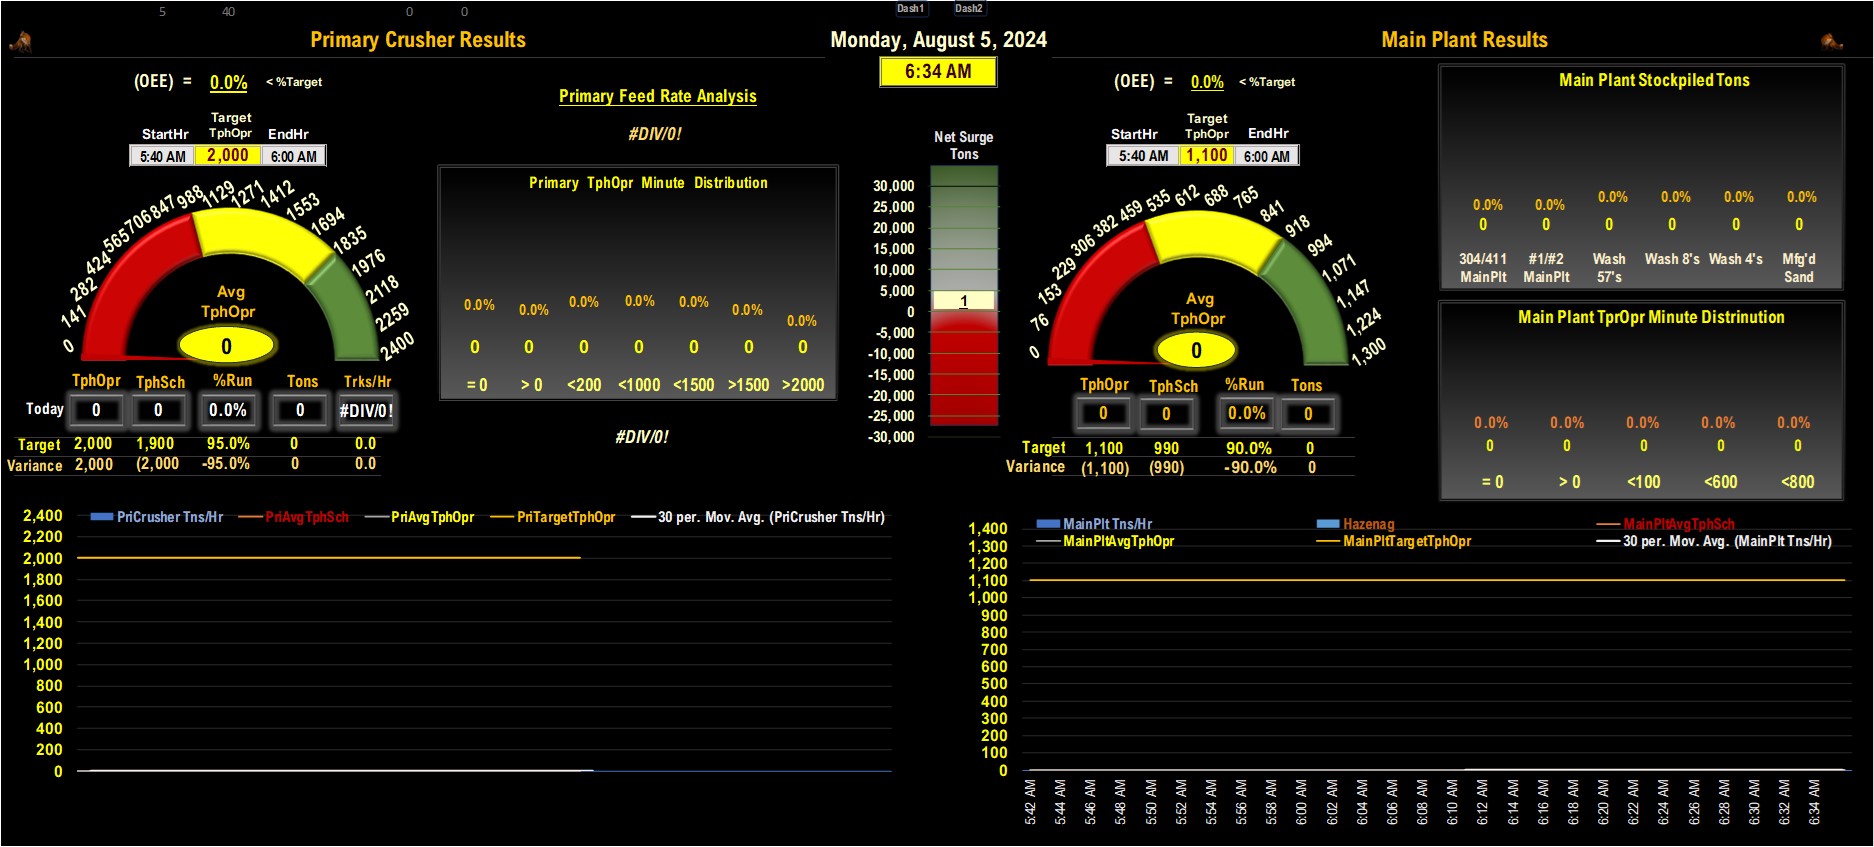 5 40 0 0 Dash1 Dash2
Primary Crusher Results
Monday, August 5, 2024
Main Plant Results
6:34 AM
(OEE) = 0.0% < %Target
Target
StartHr TphOpr EndHr
5:40 AM 2,000 6:00 AM
0 141 282 424 565 706 847 988 1129 1271 1412 1553 1694 1835 1976 2118 2259 2400
Avg
TphOpr
0
TphOpr TphSch %Run Tons Trks/Hr
Today 0 0 0.0% 0 #DIV/0!
Target 2,000 1,900 95.0% 0 0.0
Variance 2,000 (2,000 -95.0% 0 0.0
Primary Feed Rate Analysis
#DIV/0!
Primary TphOpr Minute Distribution
0.0% 0.0% 0.0% 0.0% 0.0% 0.0% 0.0%
0 0 0 0 0 0 0
= 0 > 0 <200 <1000 <1500 >1500 >2000
#DIV/0!
Net Surge
Tons
30,000
25,000
20,000
15,000
10,000
5,000
1
0
-5,000
-10,000
-15,000
-20,000
-25,000
-30,000
(OEE) = 0.0% < %Target
Target
StartHr TphOpr EndHr
5:40 AM 1,100 6:00 AM
0 76 153 229 306 382 459 535 612 688 765 841 918 994 1,071 1,147 1,224 1,300
Avg
TphOpr
0
TphOpr TphSch %Run Tons
0 0 0.0% 0
Target 1,100 990 90.0% 0
Variance (1,100) (990) -90.0% 0
Main Plant Stockpiled Tons
0.0% 0.0% 0.0% 0.0% 0.0% 0.0%
0 0 0 0 0 0
304/411 #1/#2 Wash Wash 8's Wash 4's Mfg'd
MainPlt MainPlt 57's Sand
Main Plant TprOpr Minute Distrinution
0.0% 0.0% 0.0% 0.0% 0.0%
0 0 0 0 0
= 0 > 0 <100 <600 <800
PriCrusher Tns/Hr PriAvgTphSch PriAvgTphOpr PriTargetTphOpr 30 per. Mov. Avg. (PriCrusher Tns/Hr)
2,400
2,200
2,000
1,800
1,600
1,400
1,200
1,000
800
600
400
200
0
MainPlt Tns/Hr Hazenag MainPltAvgTphSch
MainPltAvgTphOpr MainPltTargetTphOpr 30 per. Mov. Avg. (MainPlt Tns/Hr)
1,400
1,300
1,200
1,100
1,000
900
800
700
600
500
400
300
200
100
0
5:42 AM 5:44 AM 5:46 AM 5:48 AM 5:50 AM 5:52 AM 5:54 AM 5:56 AM 5:58 AM 6:00 AM 6:02 AM 6:04 AM 6:06 AM 6:08 AM 6:10 AM 6:12 AM 6:14 AM 6:16 AM 6:18 AM 6:20 AM 6:22 AM 6:24 AM 6:26 AM 6:28 AM 6:30 AM 6:32 AM 6:34 AM